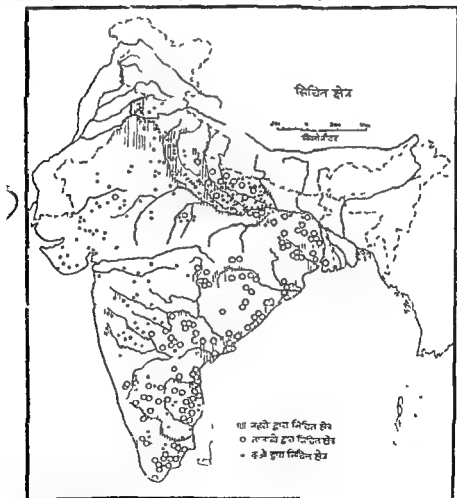 सिंचित क्षेत्र
किलोमीटर
नहरों द्वारा सिंचित क्षेत्र
तालाबों द्वारा सिंचित क्षेत्र
कुओं द्वारा सिंचित क्षेत्र